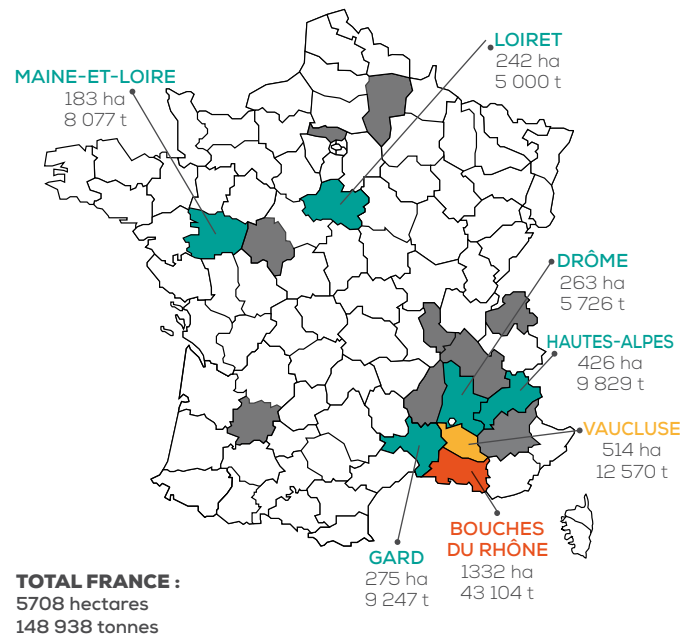 LOIRET
242 ha
5 000 t
MAINE-ET-LOIRE
183 ha
8 077 t
DRÔME
263 ha
5 726 t
HAUTES-ALPES
426 ha
9 829 t
VAUCLUSE
514 ha
12 570 t
BOUCHES
DU RHÔNE
1332 ha
43 104 t
GARD
275 ha
9 247 t
TOTAL FRANCE :
5708 hectares
148 938 tonnes